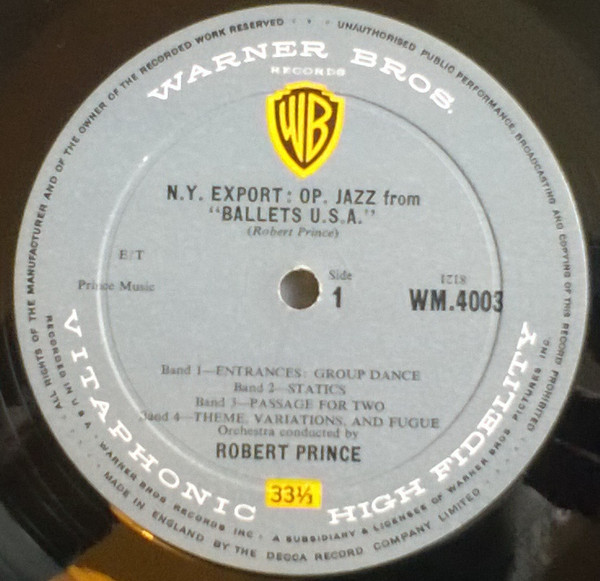 ALL RIGHTS OF THE MANUFACTURER AND OF THE OWNER OF THE RECORDED WORK RESERVED · · · UNAUTHORISED PUBLIC PERFORMANCE, BROADCASTING AND COPYING OF THIS RECORD PROHIBITED
WARNER BROS.
RECORDS
WB
N.Y. EXPORT: OP. JAZZ from
"BALLETS U.S.A."
(Robert Prince)
E/T
Prince Music
Side
1
1218
WM.4003
Band 1—ENTRANCES: GROUP DANCE
Band 2—STATICS
Band 3—PASSAGE FOR TWO
Band 4—THEME, VARIATIONS, AND FUGUE
Orchestra conducted by
ROBERT PRINCE
33⅓
VITAPHONIC HIGH FIDELITY
RECORDED IN U.S.A. · WARNER BROS RECORDS INC · A SUBSIDIARY & LICENSEE OF WARNER BROS PICTURES INC.
MADE IN ENGLAND BY THE DECCA RECORD COMPANY LIMITED